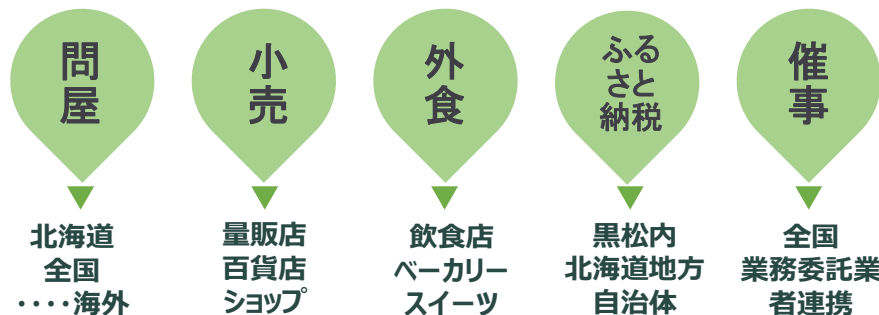 問屋
北海道
全国
・・・・海外
小売
量販店
百貨店
ショップ
外食
飲食店
ベーカリー
スイーツ
ふる
さと
納税
黒松内
北海道地方
自治体
催事
全国
業務委託業
者連携